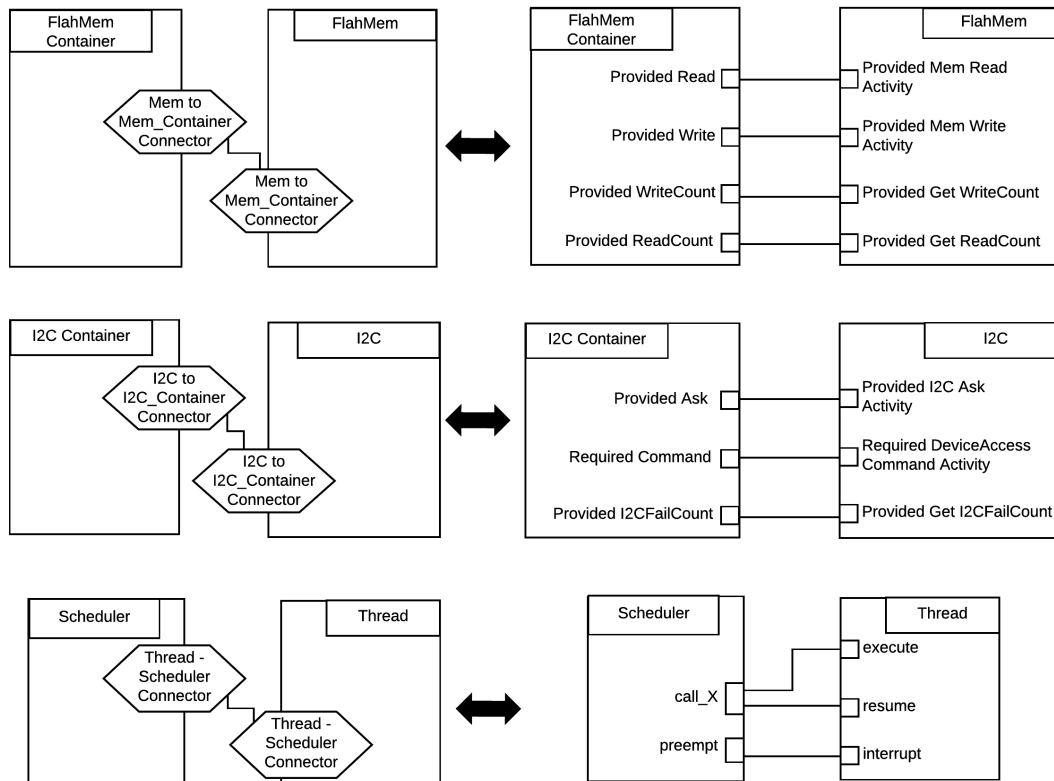 FlahMem
Container
FlahMem
Mem to
Mem_Container
Connector
Mem to
Mem_Container
Connector
FlahMem
Container
FlahMem
Provided Read
Provided Mem Read
Activity
Provided Write
Provided Mem Write
Activity
Provided WriteCount
Provided Get WriteCount
Provided ReadCount
Provided Get ReadCount
I2C Container
I2C
I2C to
I2C_Container
Connector
I2C to
I2C_Container
Connector
I2C Container
I2C
Provided Ask
Provided I2C Ask
Activity
Required Command
Required DeviceAccess
Command Activity
Provided I2CFailCount
Provided Get I2CFailCount
Scheduler
Thread
Thread -
Scheduler
Connector
Thread -
Scheduler
Connector
Scheduler
Thread
execute
call_X
resume
preempt
interrupt